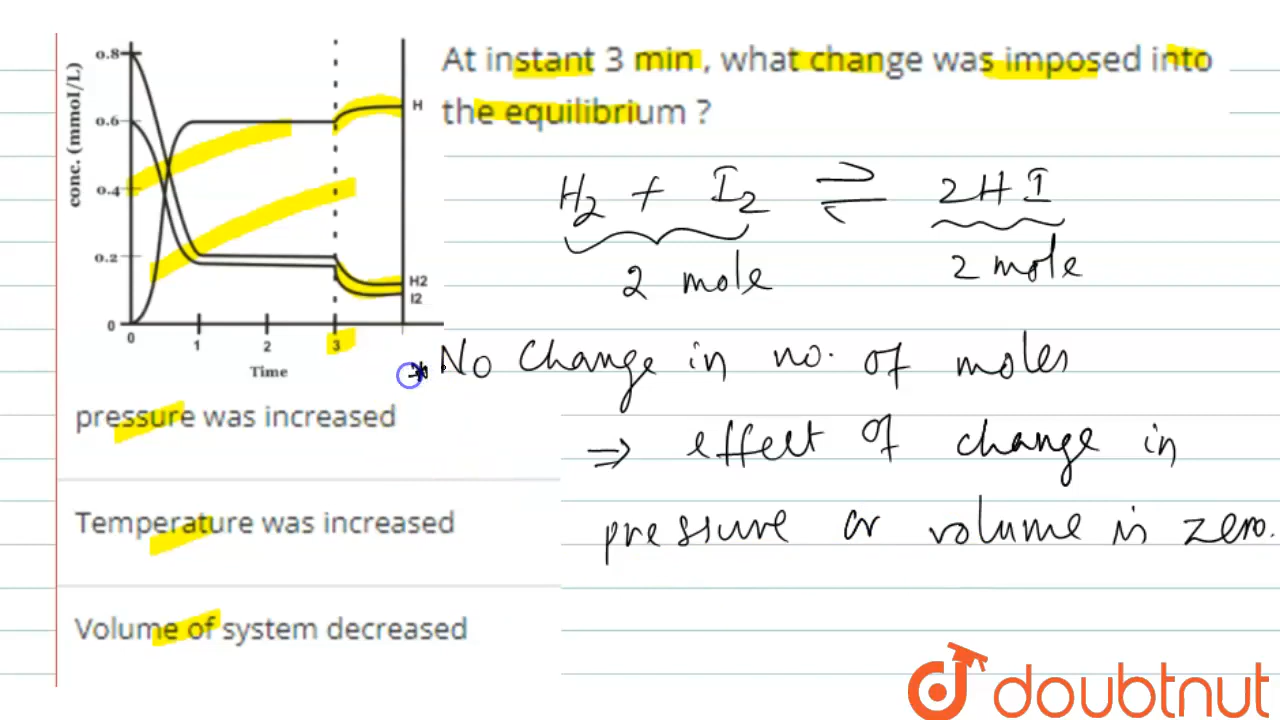 At instant 3 min , what change was imposed into
the equilibrium ?
conc. (mmol/L)
0.8
0.6
0.4
0.2
0
0 1 2 3
Time
H
H2
I2
H2 + I2 ⇌ 2HI
2 mole 2 mole
* No change in no. of moles
⇒ effect of change in
pressure or volume is zero.
pressure was increased
Temperature was increased
Volume of system decreased
doubtnut